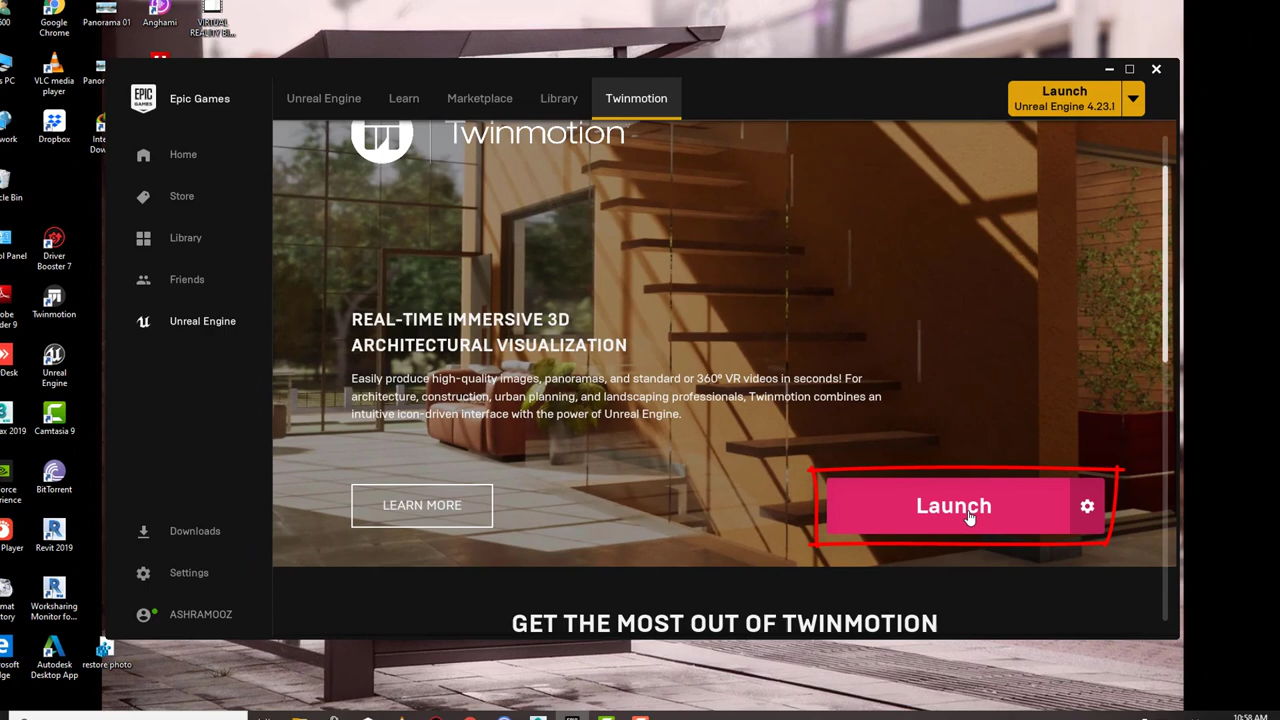 Google
Chrome
Panorama 01
Anghami
VIRTUAL
REALITY BI...
VLC media
player
Dropbox
Driver
Booster 7
Twinmotion
Unreal
Engine
Camtasia 9
BitTorrent
Revit 2019
Worksharing
Monitor fo...
Autodesk
Desktop App
restore photo
EPIC
GAMES
Epic Games
Home
Store
Library
Friends
Unreal Engine
Downloads
Settings
ASHRAMOOZ
Unreal Engine
Learn
Marketplace
Library
Twinmotion
Launch
Unreal Engine 4.23.1
Twinmotion
REAL-TIME IMMERSIVE 3D
ARCHITECTURAL VISUALIZATION
Easily produce high-quality images, panoramas, and standard or 360° VR videos in seconds! For
architecture, construction, urban planning, and landscaping professionals, Twinmotion combines an
intuitive icon-driven interface with the power of Unreal Engine.
LEARN MORE
Launch
GET THE MOST OUT OF TWINMOTION
10:58 AM